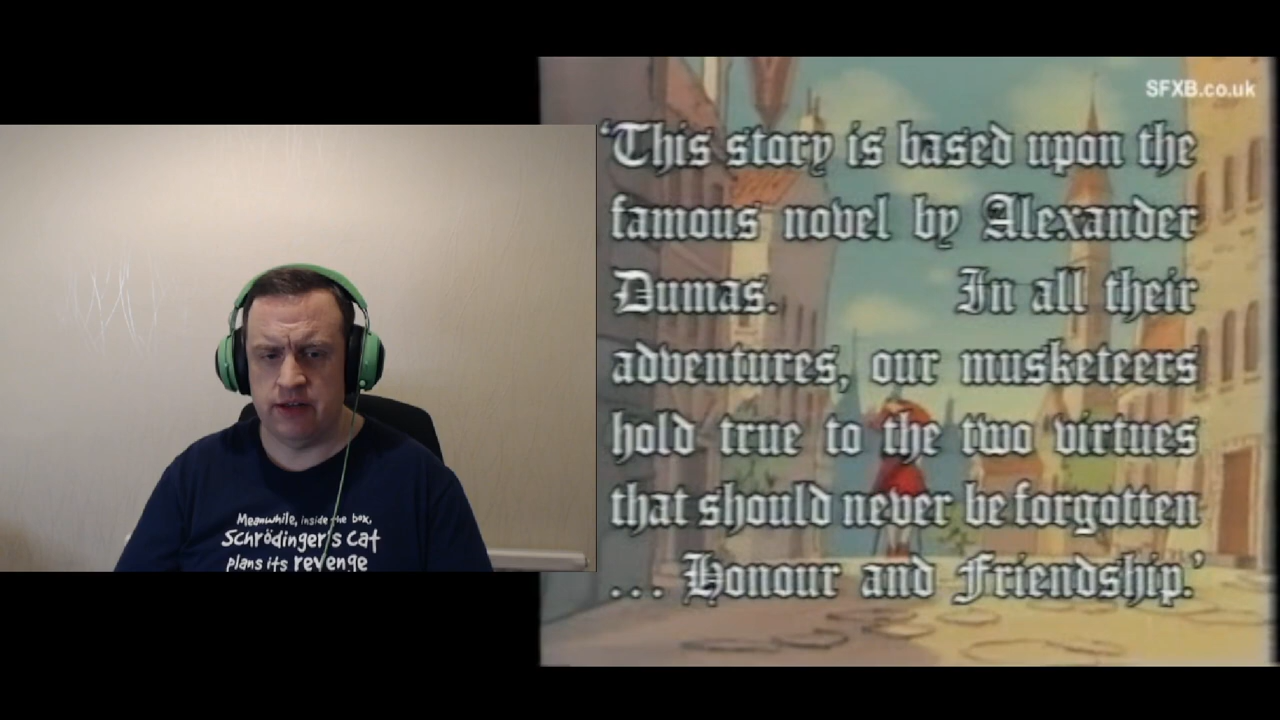 SFXB.co.uk
‘This story is based upon the
famous novel by Alexander
Dumas. In all their
adventures, our musketeers
hold true to the two virtues
that should never be forgotten
... Honour and Friendship.’
Meanwhile, inside the box,
Schrödinger's cat
plans its revenge